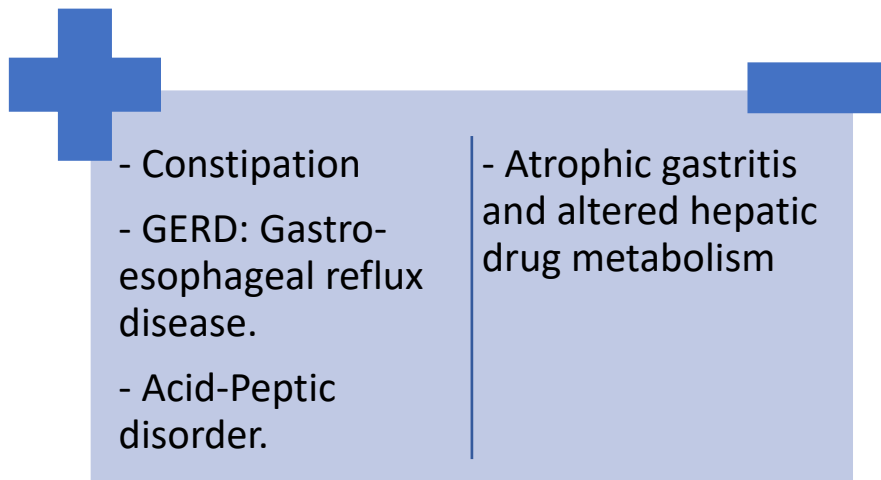 - Constipation
- GERD: Gastro-
esophageal reflux
disease.
- Acid-Peptic
disorder.
- Atrophic gastritis
and altered hepatic
drug metabolism